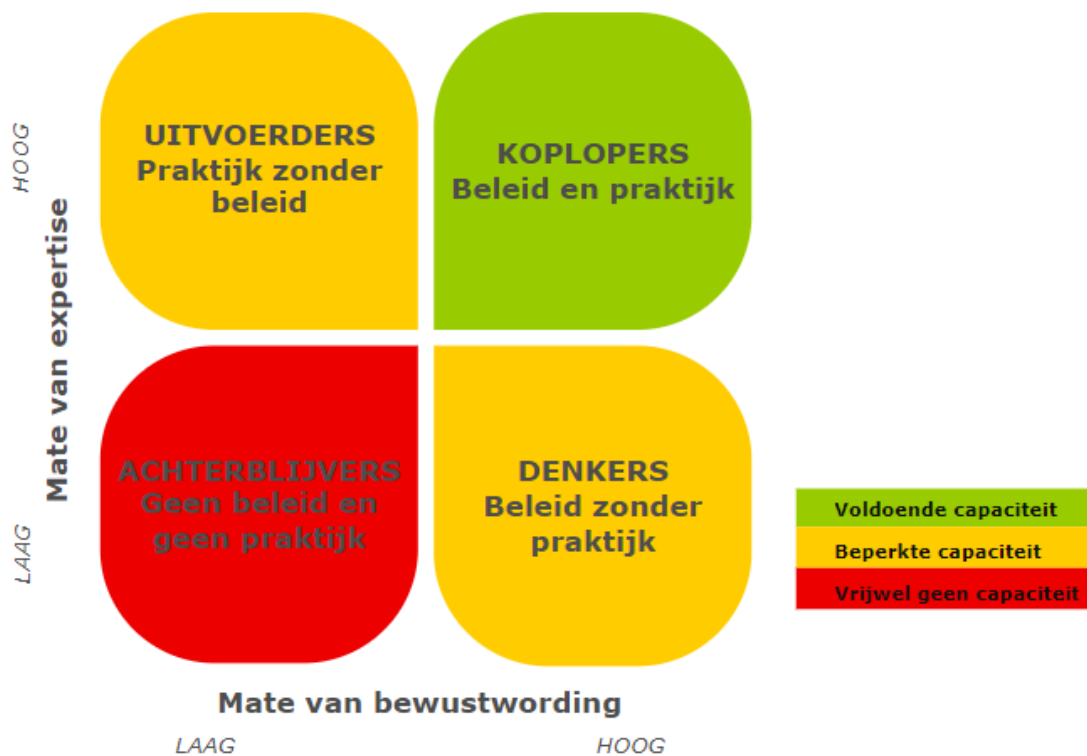 UITVOERDERS
Praktijk zonder
beleid
KOPLOPERS
Beleid en praktijk
HOOG
Mate van expertise
LAAG
ACHTERBLIJVERS
Geen beleid en
geen praktijk
DENKERS
Beleid zonder
praktijk
Voldoende capaciteit
Beperkte capaciteit
Vrijwel geen capaciteit
Mate van bewustwording
LAAG
HOOG